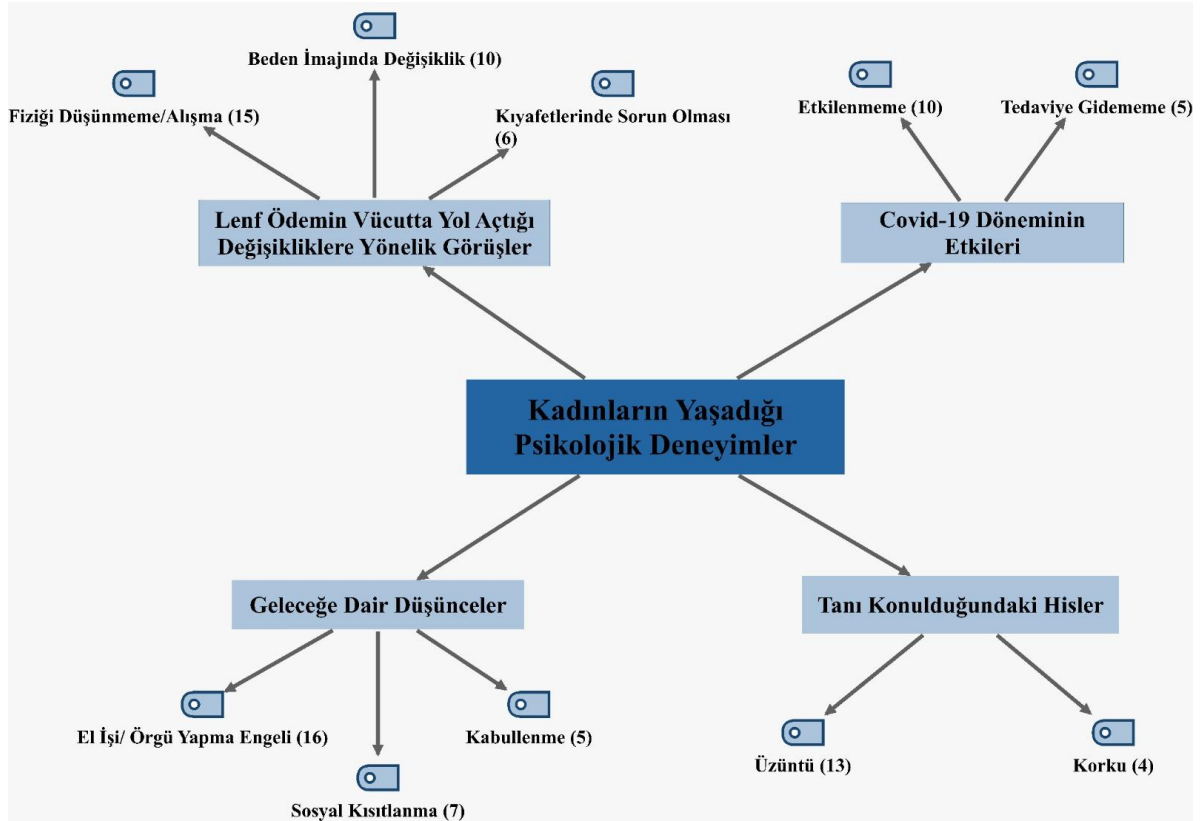 Beden İmajında Değişiklik (10)
Fiziği Düşünmeme/Alışma (15)
Kıyafetlerinde Sorun Olması
(6)
Etkilenmeme (10)
Tedaviye Gidememe (5)
Lenf Ödemin Vücutta Yol Açtığı
Değişikliklere Yönelik Görüşler
Covid-19 Döneminin
Etkileri
Kadınların Yaşadığı
Psikolojik Deneyimler
Geleceğe Dair Düşünceler
Tanı Konulduğundaki Hisler
El İşi/ Örgü Yapma Engeli (16)
Kabullenme (5)
Sosyal Kısıtlanma (7)
Üzüntü (13)
Korku (4)